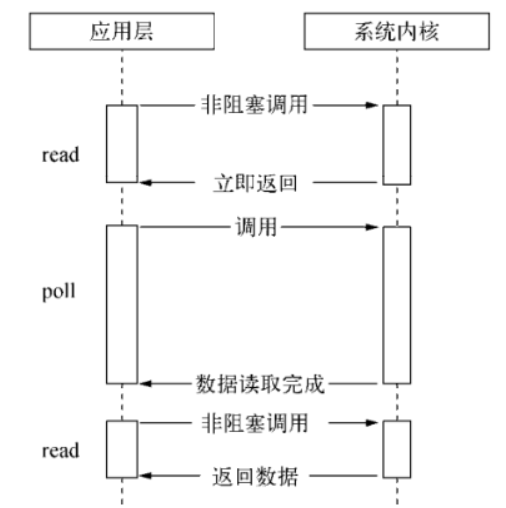 应用层
系统内核
非阻塞调用
read
立即返回
调用
poll
数据读取完成
非阻塞调用
read
返回数据